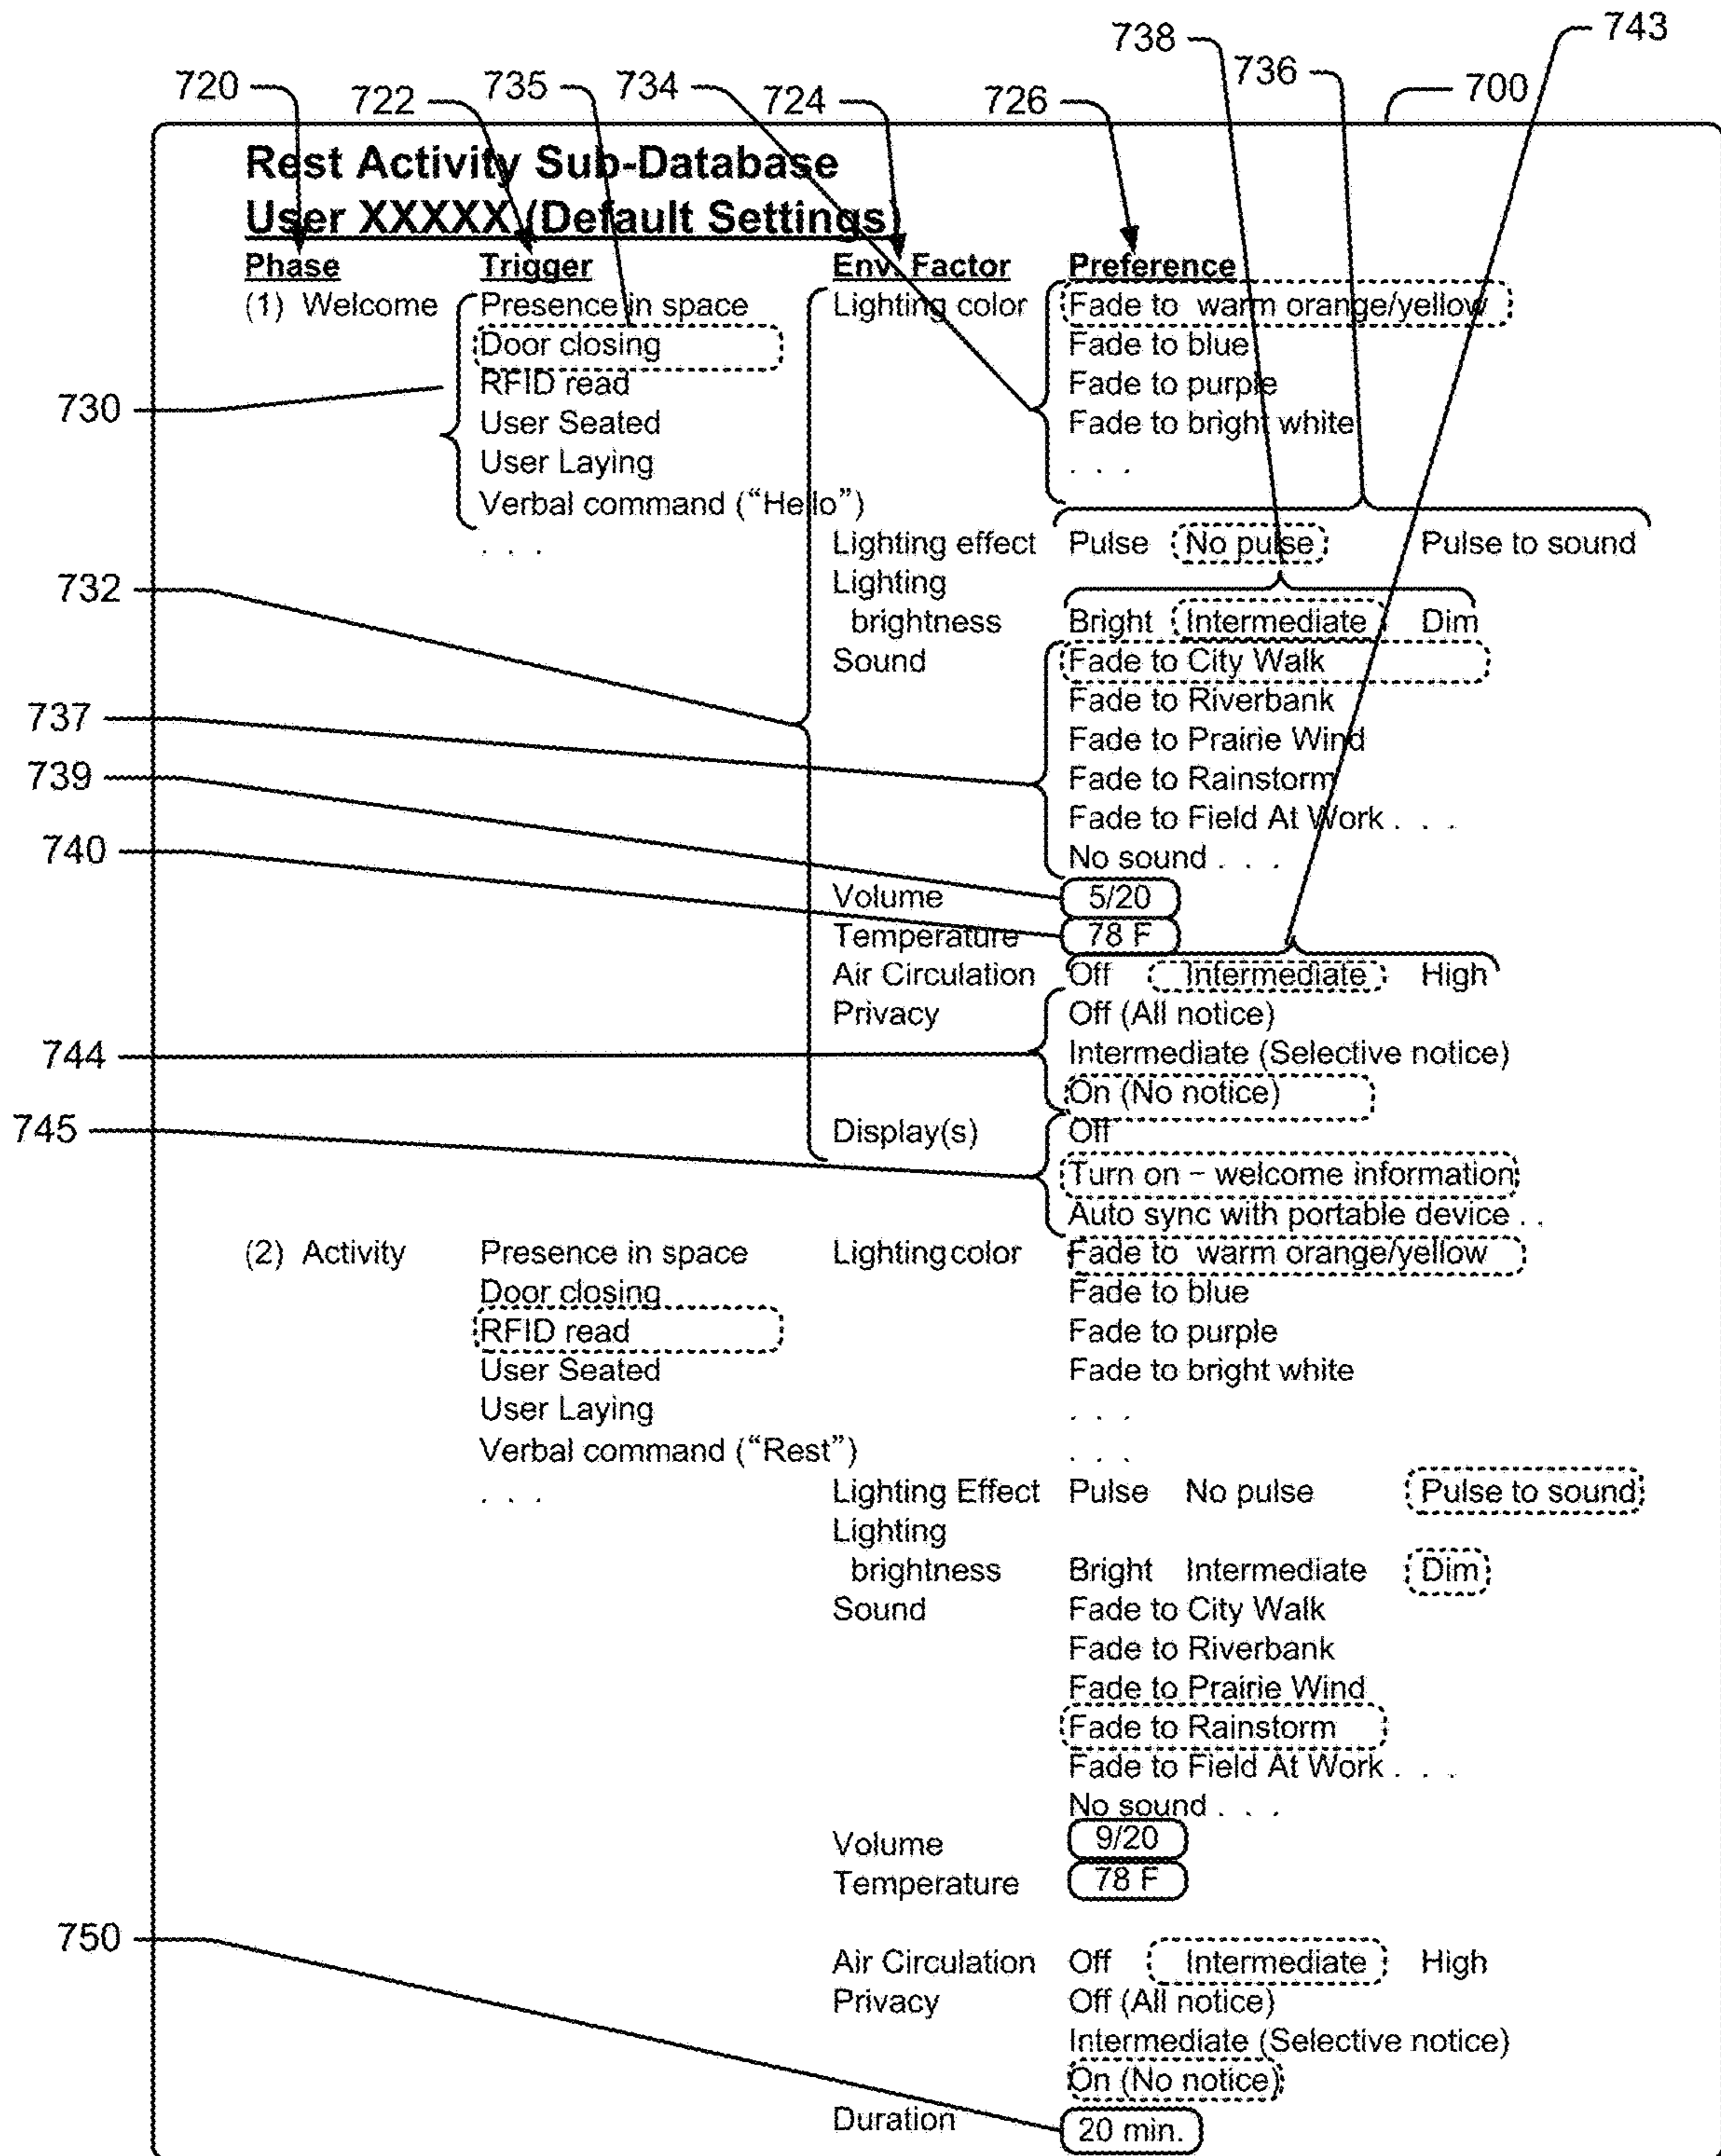 738 743
736
720 735 734 700
722 724 726
Rest Activity Sub-Database
User XXXXX (Default Settings)
Phase Trigger Env. Factor Preference
(1) Welcome Presence in space Lighting color Fade to warm orange/yellow
Door closing Fade to blue
730 RFID read Fade to purple
User Seated Fade to bright white
User Laying . . .
Verbal command ("Hello")
. . . Lighting effect Pulse No pulse Pulse to sound
732 Lighting
brightness Bright Intermediate Dim
Sound Fade to City Walk
Fade to Riverbank
737 Fade to Prairie Wind
739 Fade to Rainstorm
Fade to Field At Work . . .
740 No sound . . .
Volume 5/20
Temperature 78 F
Air Circulation Off Intermediate High
Privacy Off (All notice)
744 Intermediate (Selective notice)
On (No notice)
745 Display(s) Off
Turn on – welcome information
Auto sync with portable device . .
(2) Activity Presence in space Lighting color Fade to warm orange/yellow
Door closing Fade to blue
RFID read Fade to purple
User Seated Fade to bright white
User Laying . . .
Verbal command ("Rest") . . .
. . . Lighting Effect Pulse No pulse Pulse to sound
Lighting
brightness Bright Intermediate Dim
Sound Fade to City Walk
Fade to Riverbank
Fade to Prairie Wind
Fade to Rainstorm
Fade to Field At Work . . .
No sound . . .
Volume 9/20
Temperature 78 F
750 Air Circulation Off Intermediate High
Privacy Off (All notice)
Intermediate (Selective notice)
On (No notice)
Duration 20 min.